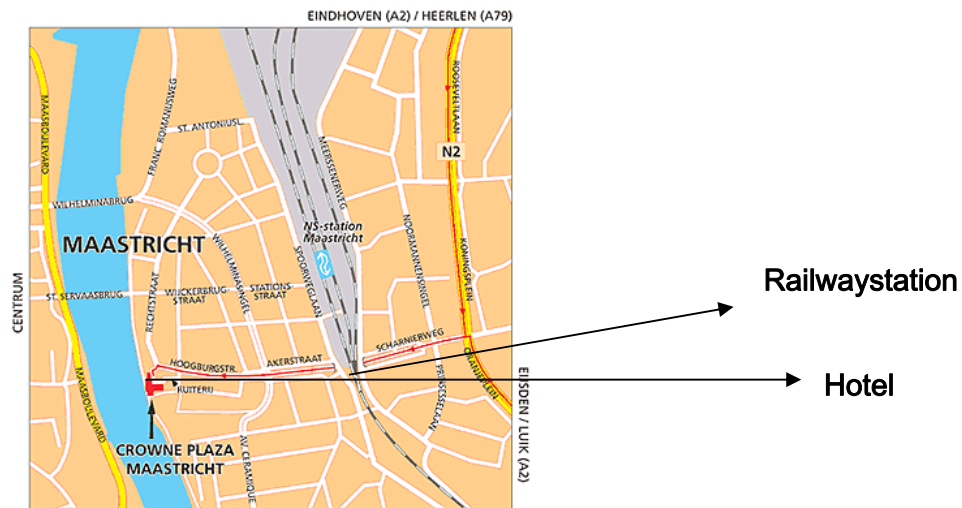 EINDHOVEN (A2) / HEERLEN (A79)
MAASBOULEVARD
FRANC. ROMANUSWEG
ST. ANTONIUSL.
MEERSSENERWEG
ROOSEVELTLAAN
N2
WILHELMINABRUG
NS-station
Maastricht
NOORMANNENSINGEL
KONINGSPLEIN
MAASTRICHT
WILHELMINASINGEL
SPOORWEGLAAN
CENTRUM
ST. SERVAASBRUG
RECHTSTRAAT
WIJCKERBRUG-
STRAAT
STATIONS-
STRAAT
Railwaystation
SCHARNIERWEG
ORANJEPLEIN
HOOGBURGSTR.
AKERSTRAAT
RUITERIJ
PRINSESSELAAN
Hotel
MAASBOULEVARD
EIJSDEN / LUIK (A2)
CROWNE PLAZA
MAASTRICHT
AV. CERAMIQUE